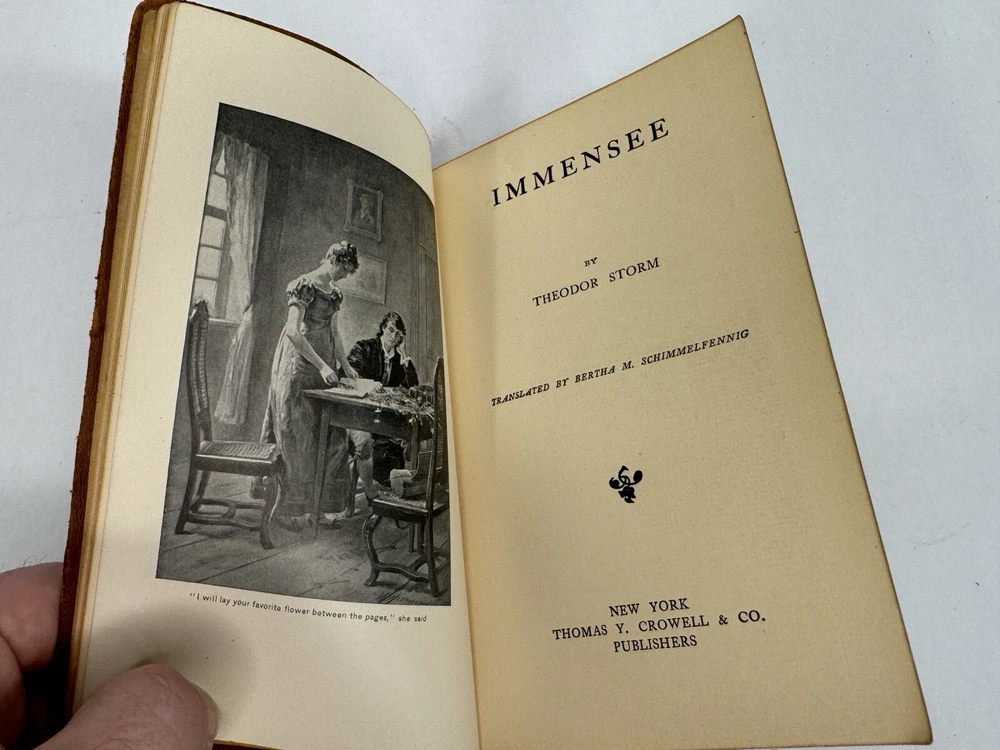 "I will lay your favorite flower between the pages," she said
IMMENSEE
BY
THEODOR STORM
TRANSLATED BY BERTHA M. SCHIMMELFENNIG
NEW YORK
THOMAS Y. CROWELL & CO.
PUBLISHERS